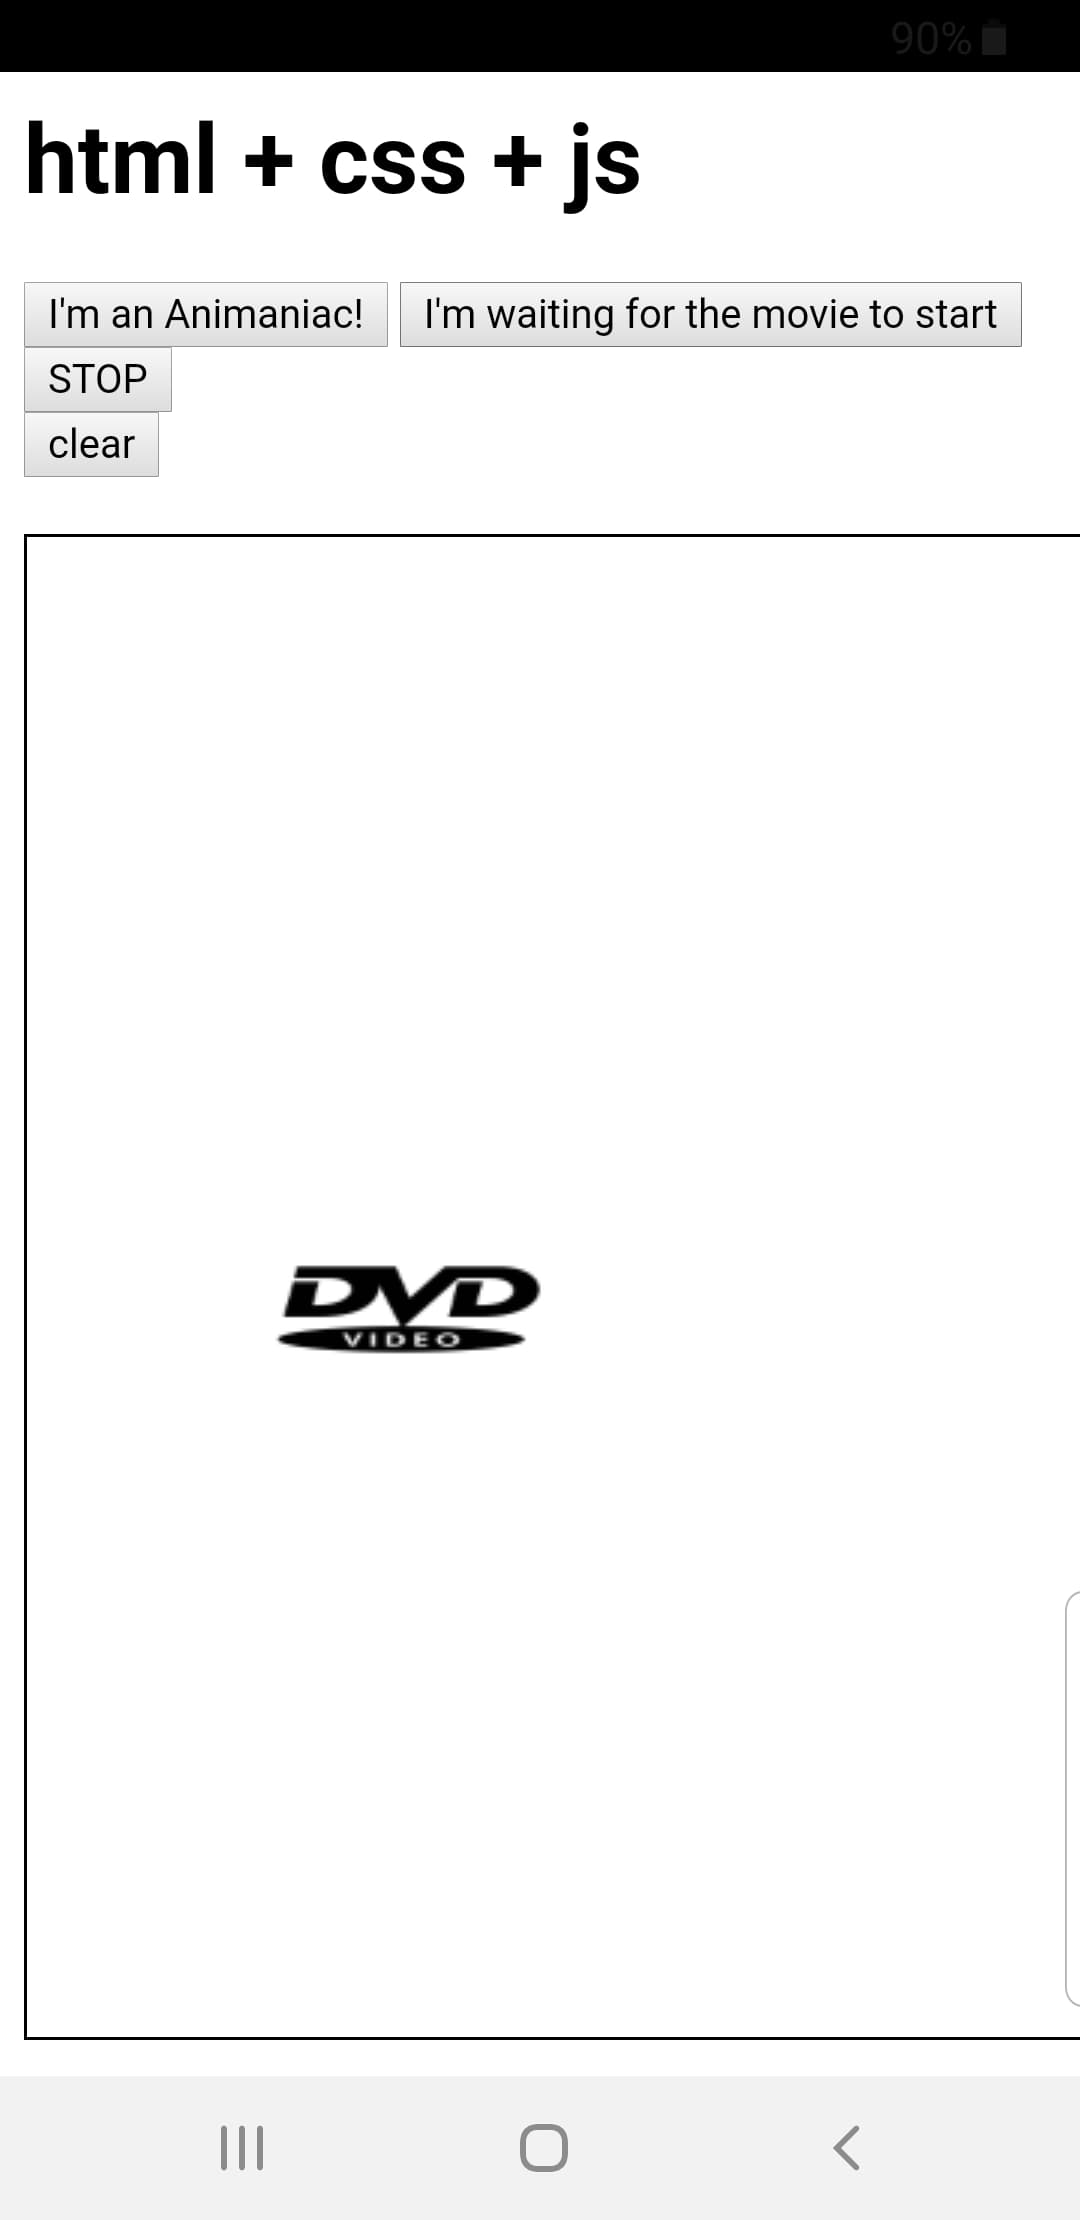 90%
html + css + js
I'm an Animaniac! I'm waiting for the movie to start
STOP
clear
DVD
VIDEO